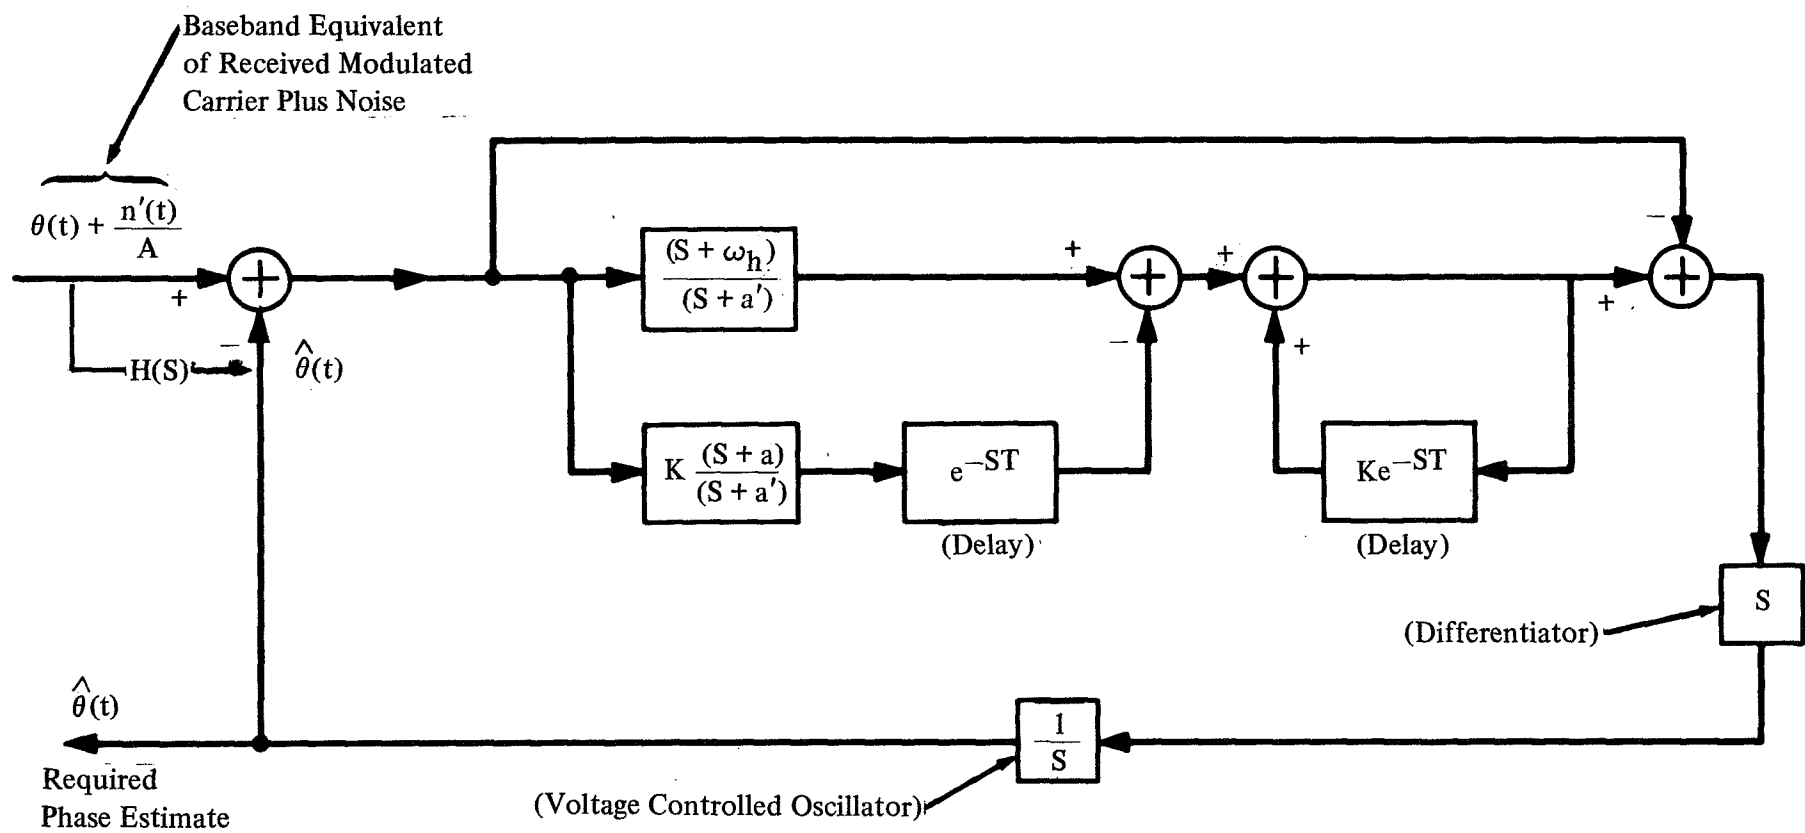 Baseband Equivalent
of Received Modulated
Carrier Plus Noise
θ(t) + n′(t)/A
+
−
H(S)
θ̂(t)
(S + ω_h)
(S + a′)
+
+
−
K (S + a)
(S + a′)
e^−ST
(Delay)
−
+
+
Ke^−ST
(Delay)
S
(Differentiator)
θ̂(t)
1
S
Required
Phase Estimate
(Voltage Controlled Oscillator)